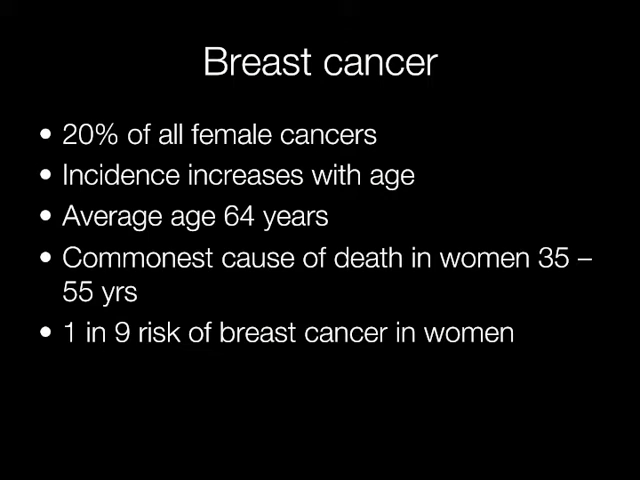 Breast cancer
• 20% of all female cancers
• Incidence increases with age
• Average age 64 years
• Commonest cause of death in women 35 –
55 yrs
• 1 in 9 risk of breast cancer in women